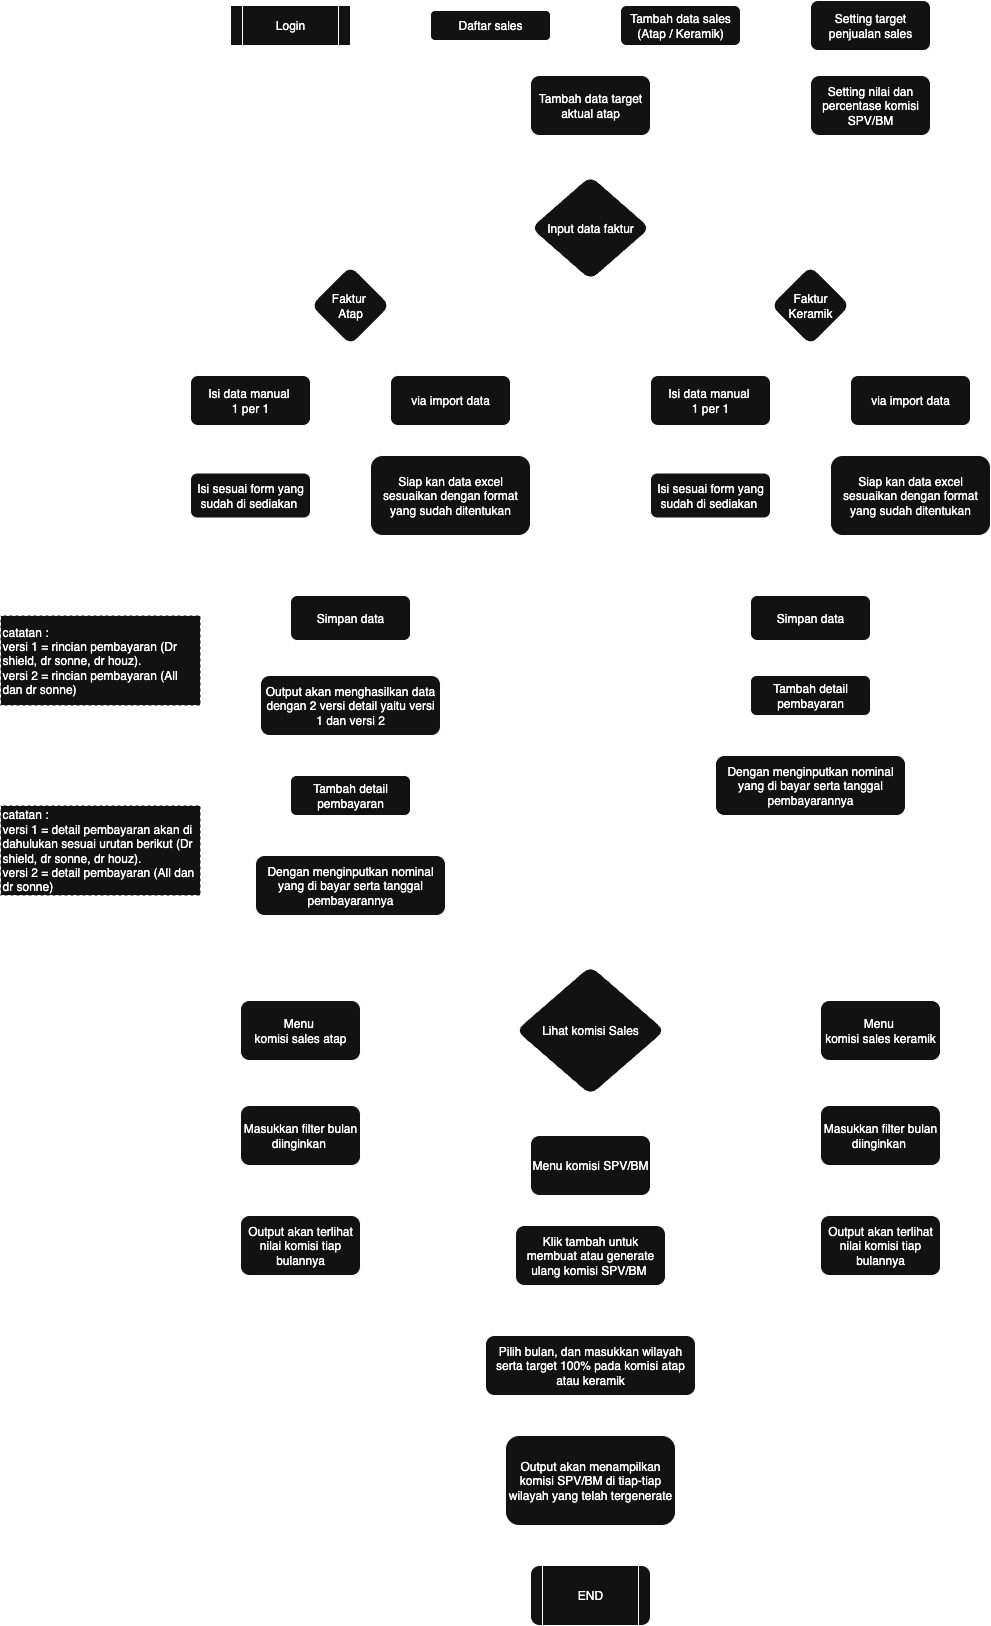 Login
Daftar sales
Tambah data sales
(Atap / Keramik)
Setting target
penjualan sales
Tambah data target
aktual atap
Setting nilai dan
percentase komisi
SPV/BM
Input data faktur
Faktur
Atap
Faktur
Keramik
Isi data manual
1 per 1
via import data
Isi data manual
1 per 1
via import data
Isi sesuai form yang
sudah di sediakan
Siap kan data excel
sesuaikan dengan format
yang sudah ditentukan
Isi sesuai form yang
sudah di sediakan
Siap kan data excel
sesuaikan dengan format
yang sudah ditentukan
Simpan data
Simpan data
catatan :
versi 1 = rincian pembayaran (Dr
shield, dr sonne, dr houz).
versi 2 = rincian pembayaran (All
dan dr sonne)
Output akan menghasilkan data
dengan 2 versi detail yaitu versi
1 dan versi 2
Tambah detail
pembayaran
Tambah detail
pembayaran
Dengan menginputkan nominal
yang di bayar serta tanggal
pembayarannya
catatan :
versi 1 = detail pembayaran akan di
dahulukan sesuai urutan berikut (Dr
shield, dr sonne, dr houz).
versi 2 = detail pembayaran (All dan
dr sonne)
Dengan menginputkan nominal
yang di bayar serta tanggal
pembayarannya
Menu
komisi sales atap
Lihat komisi Sales
Menu
komisi sales keramik
Masukkan filter bulan
diinginkan
Menu komisi SPV/BM
Masukkan filter bulan
diinginkan
Output akan terlihat
nilai komisi tiap
bulannya
Klik tambah untuk
membuat atau generate
ulang komisi SPV/BM
Output akan terlihat
nilai komisi tiap
bulannya
Pilih bulan, dan masukkan wilayah
serta target 100% pada komisi atap
atau keramik
Output akan menampilkan
komisi SPV/BM di tiap-tiap
wilayah yang telah tergenerate
END